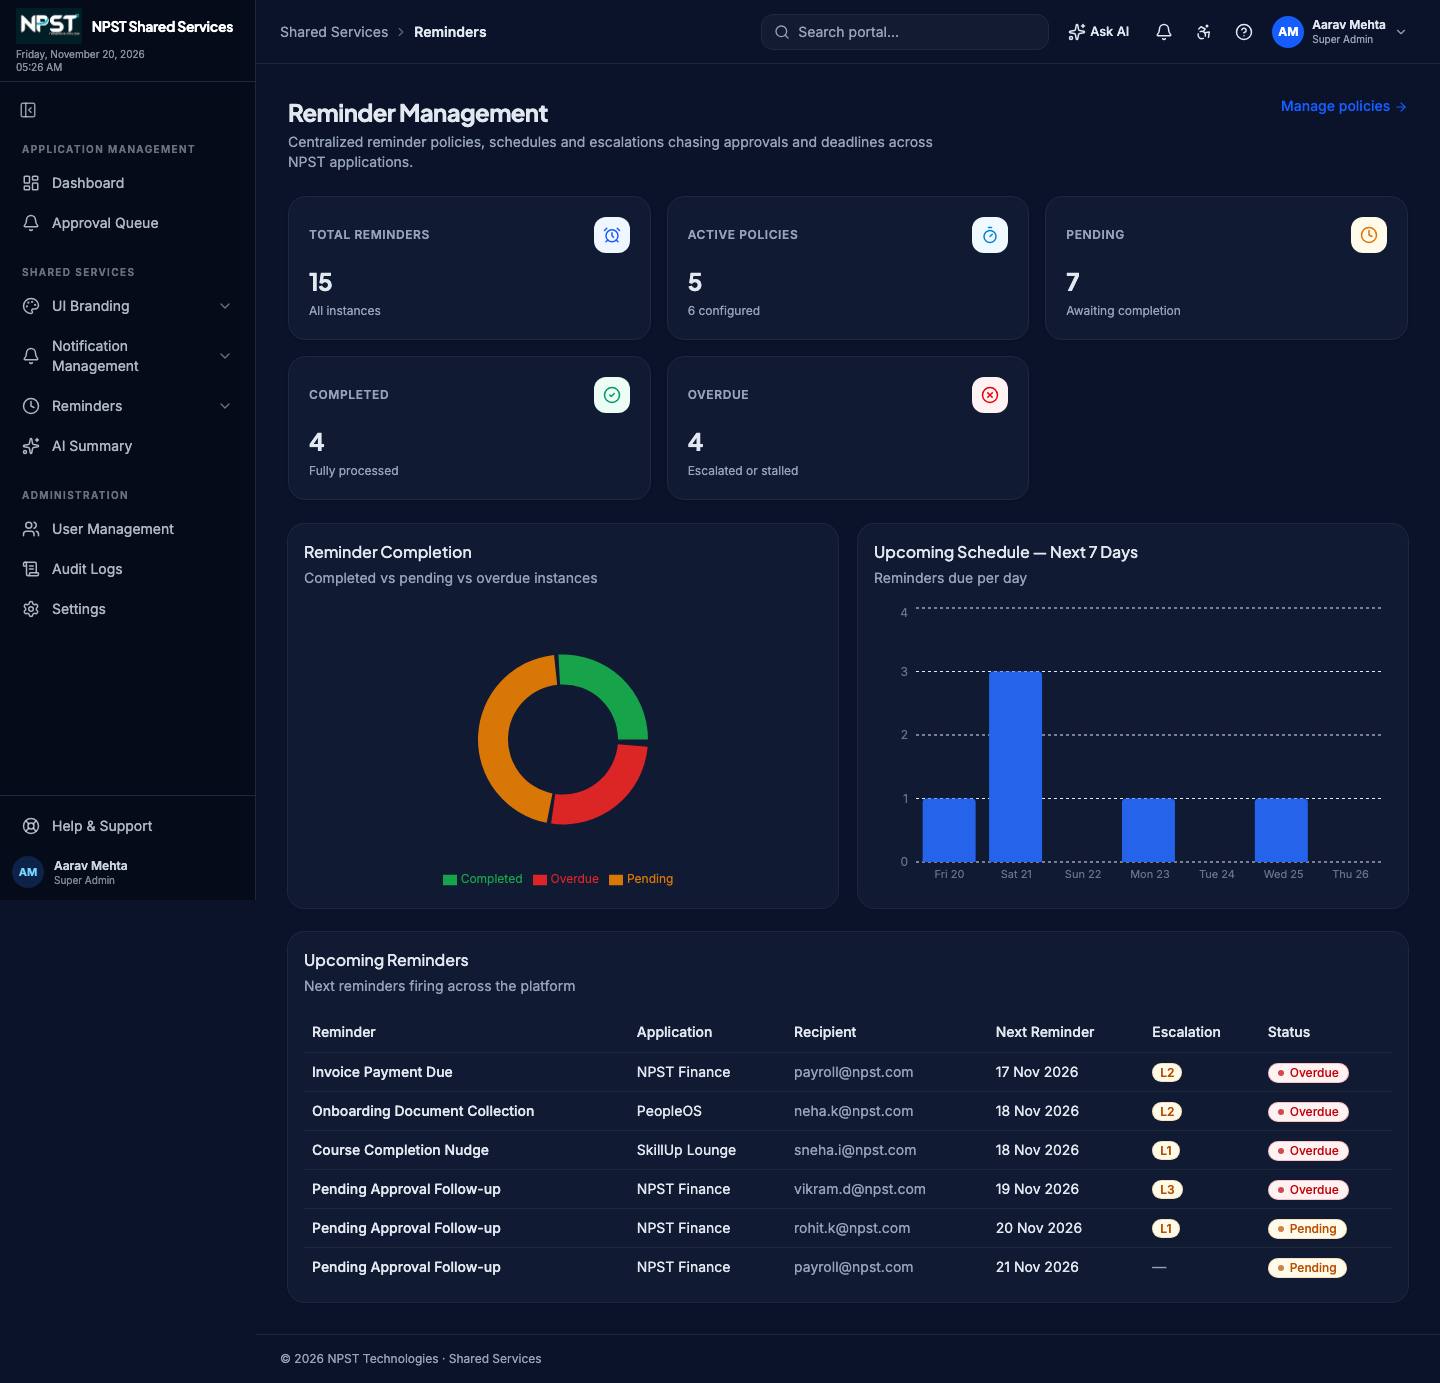 NPST
NPST Shared Services
Friday, November 20, 2026
05:26 AM
APPLICATION MANAGEMENT
Dashboard
Approval Queue
SHARED SERVICES
UI Branding
Notification
Management
Reminders
AI Summary
ADMINISTRATION
User Management
Audit Logs
Settings
Help & Support
AM
Aarav Mehta
Super Admin
Shared Services
Reminders
Search portal...
Ask AI
AM
Aarav Mehta
Super Admin
Reminder Management
Manage policies →
Centralized reminder policies, schedules and escalations chasing approvals and deadlines across
NPST applications.
TOTAL REMINDERS
15
All instances
ACTIVE POLICIES
5
6 configured
PENDING
7
Awaiting completion
COMPLETED
4
Fully processed
OVERDUE
4
Escalated or stalled
Reminder Completion
Completed vs pending vs overdue instances
Completed Overdue Pending
Upcoming Schedule — Next 7 Days
Reminders due per day
4
3
2
1
0
Fri 20 Sat 21 Sun 22 Mon 23 Tue 24 Wed 25 Thu 26
Upcoming Reminders
Next reminders firing across the platform
Reminder Application Recipient Next Reminder Escalation Status
Invoice Payment Due NPST Finance payroll@npst.com 17 Nov 2026 L2 Overdue
Onboarding Document Collection PeopleOS neha.k@npst.com 18 Nov 2026 L2 Overdue
Course Completion Nudge SkillUp Lounge sneha.i@npst.com 18 Nov 2026 L1 Overdue
Pending Approval Follow-up NPST Finance vikram.d@npst.com 19 Nov 2026 L3 Overdue
Pending Approval Follow-up NPST Finance rohit.k@npst.com 20 Nov 2026 L1 Pending
Pending Approval Follow-up NPST Finance payroll@npst.com 21 Nov 2026 — Pending
© 2026 NPST Technologies · Shared Services